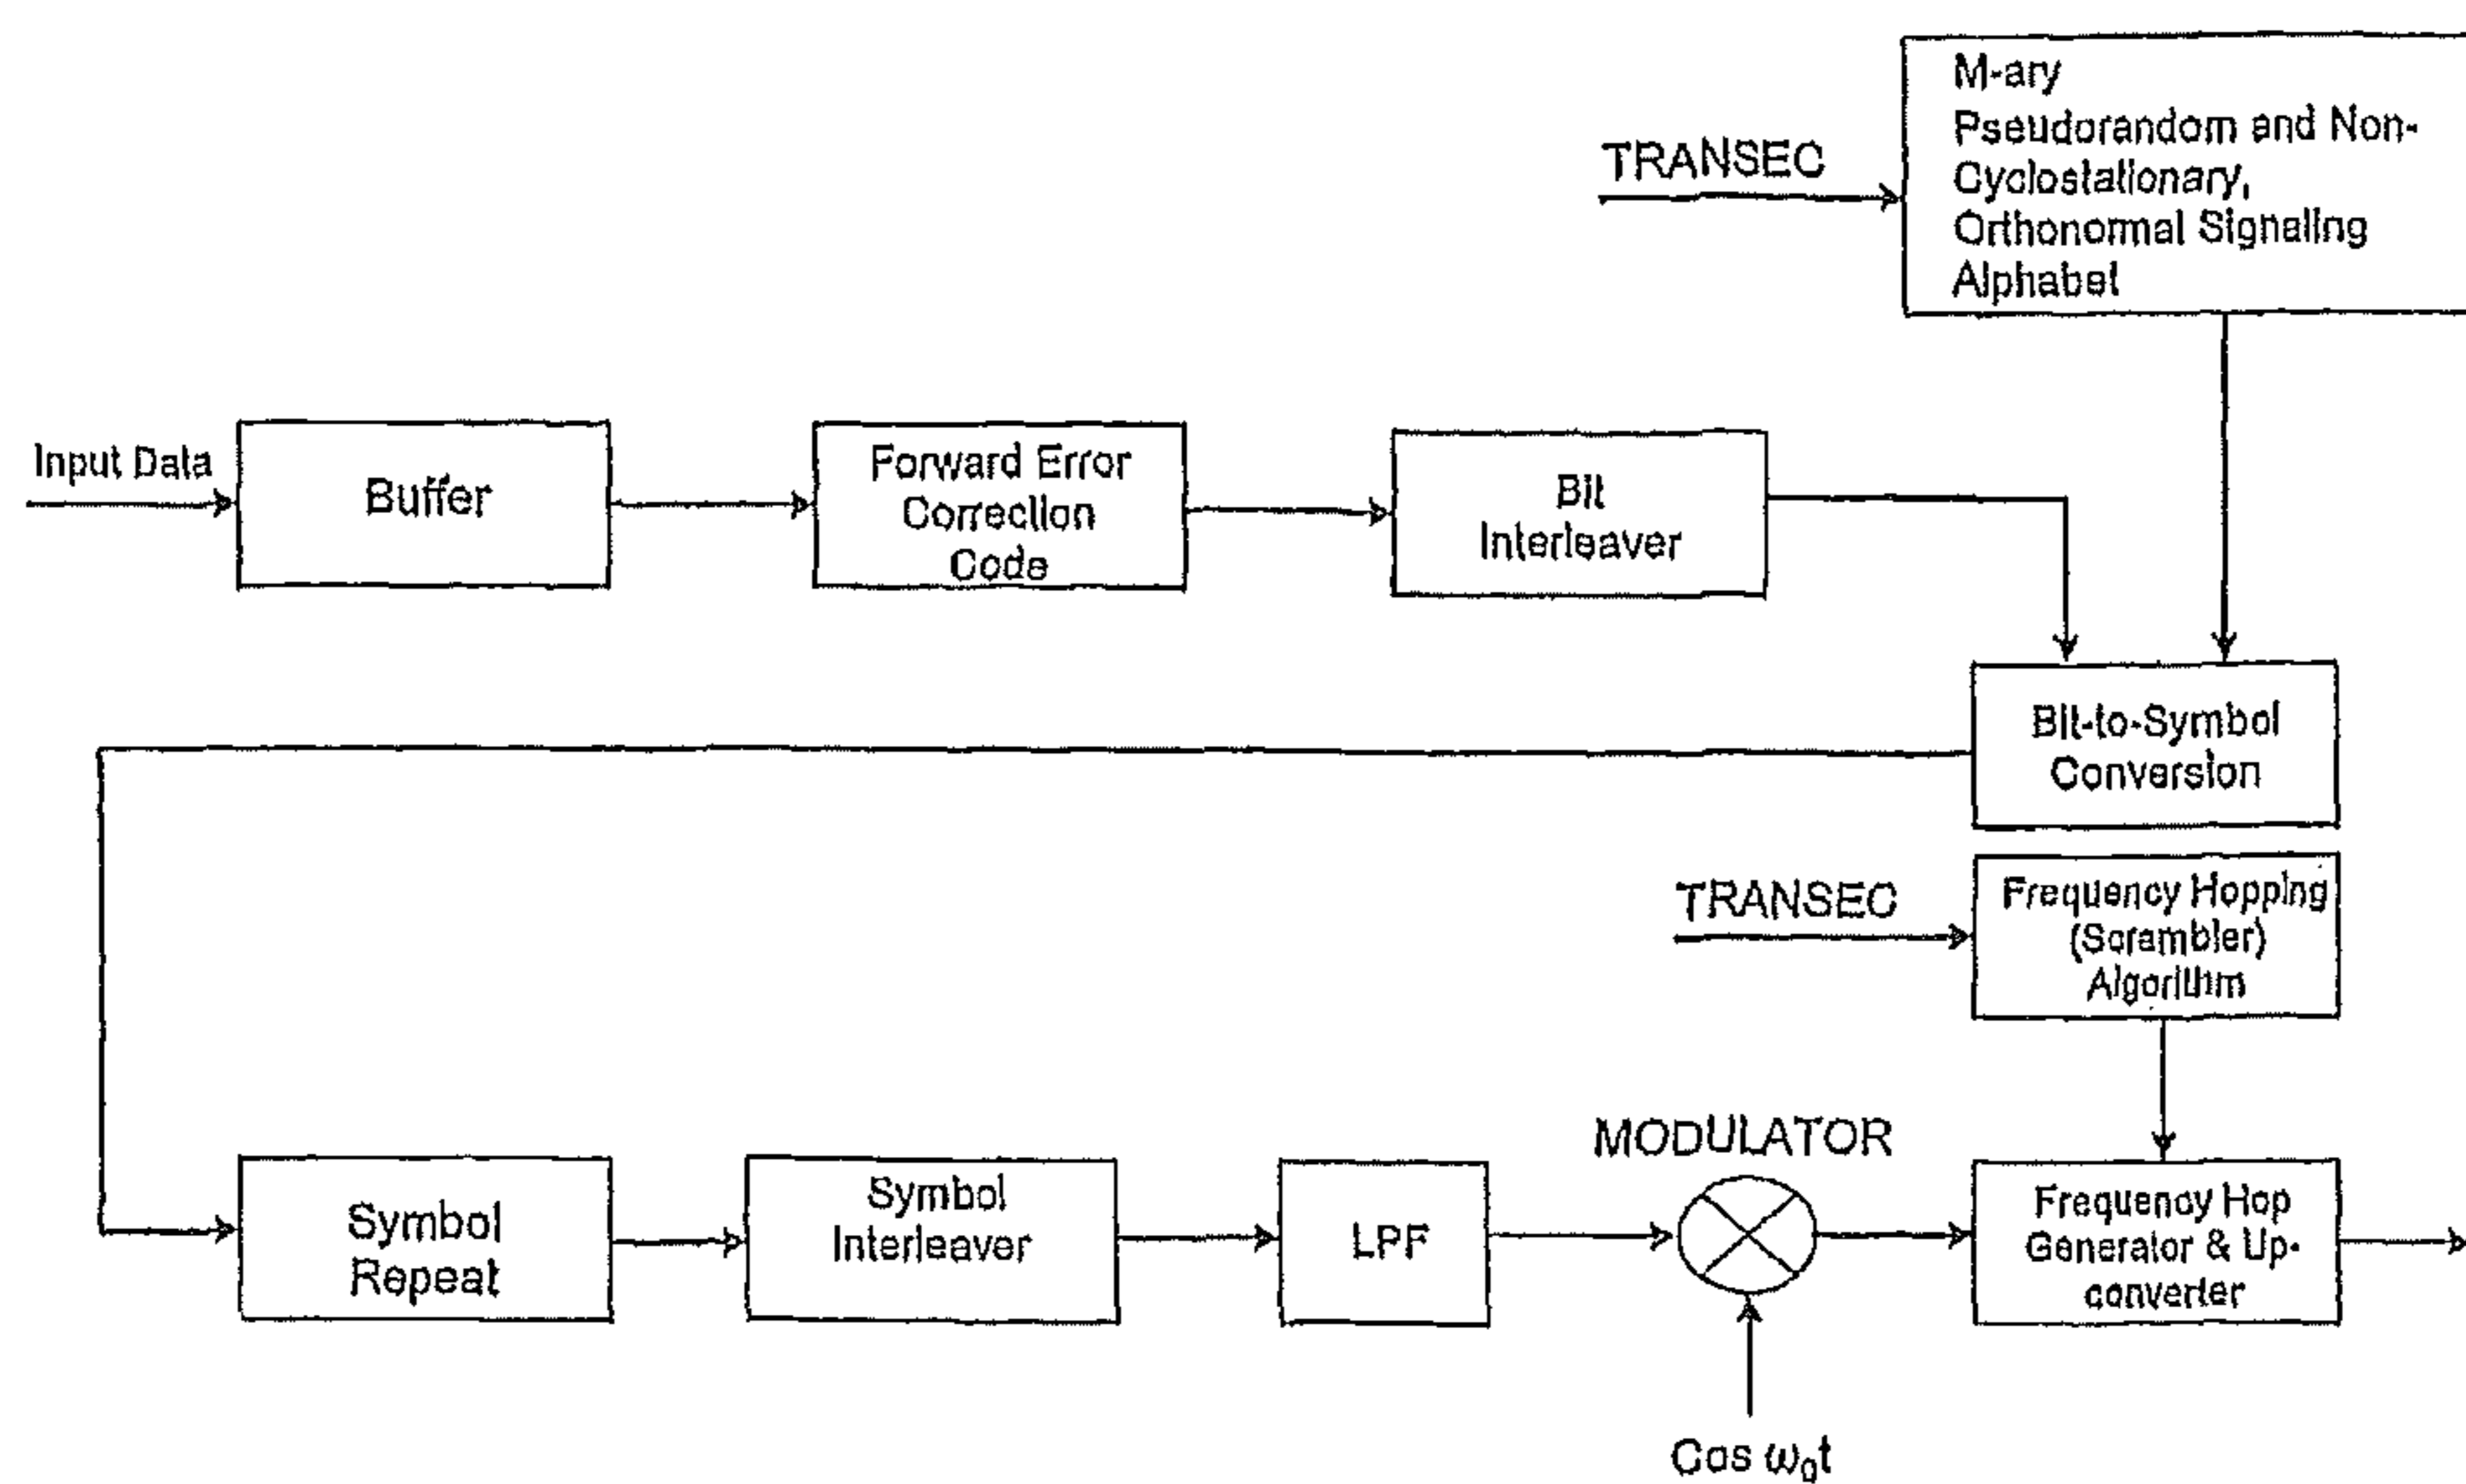 M-ary
Pseudorandom and Non-
Cyclostationary,
Orthonormal Signaling
Alphabet
TRANSEC
Input Data
Buffer
Forward Error
Correction
Code
Bit
Interleaver
Bit-to-Symbol
Conversion
TRANSEC
Frequency Hopping
(Scrambler)
Algorithm
Symbol
Repeat
Symbol
Interleaver
LPF
MODULATOR
Cos ω₀t
Frequency Hop
Generator & Up-
converter